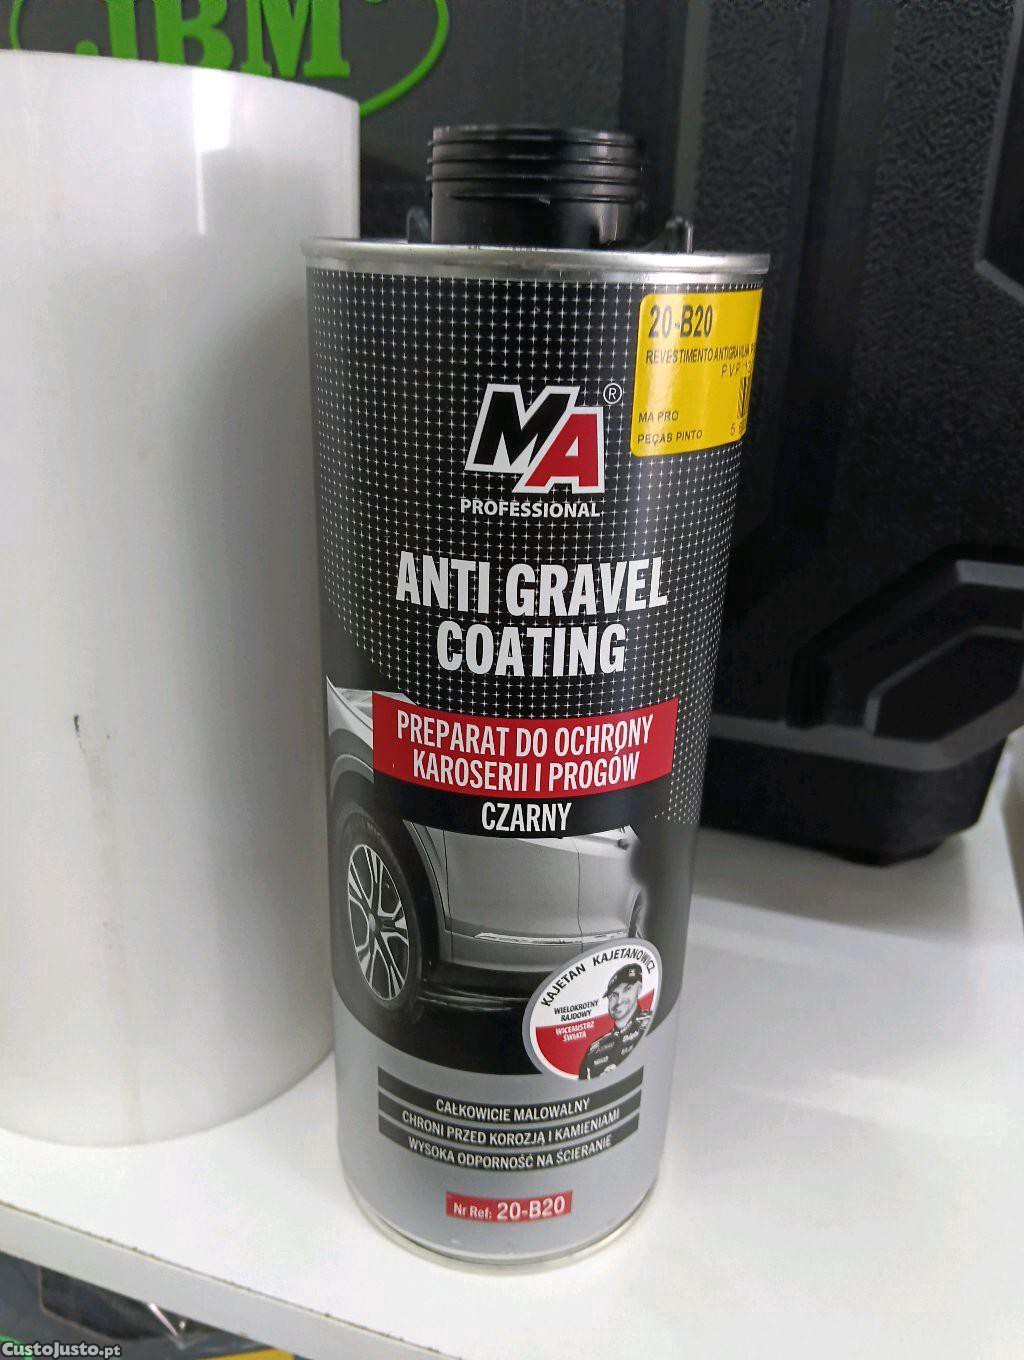 JBM
20-B20
REVESTIMENTO ANTIGRAVILHA
P.V.P.
MA PRO
PEÇAS PINTO
MA ®
PROFESSIONAL
ANTI GRAVEL
COATING
PREPARAT DO OCHRONY
KAROSERII I PROGÓW
CZARNY
KAJETAN KAJETANOWICZ
WIELOKROTNY
RAJDOWY
WICEMISTRZ
ŚWIATA
CAŁKOWICIE MALOWALNY
CHRONI PRZED KOROZJĄ I KAMIENIAMI
WYSOKA ODPORNOŚĆ NA ŚCIERANIE
Nr Ref: 20-B20
CustoJusto.pt